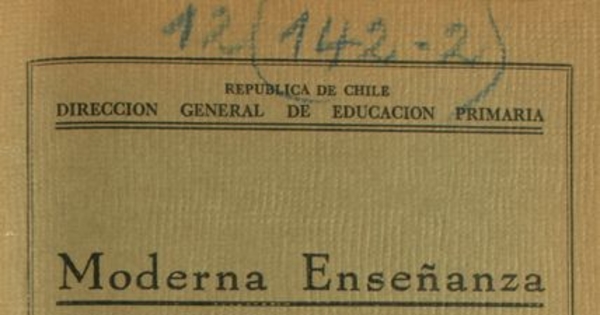 12(142-2)
REPUBLICA DE CHILE
DIRECCION GENERAL DE EDUCACION PRIMARIA
Moderna Enseñanza